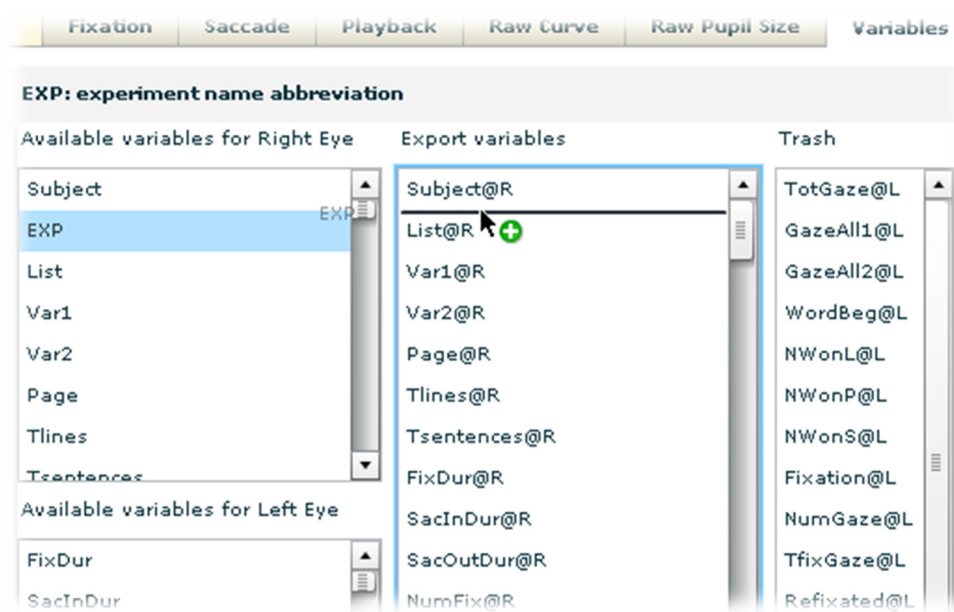 Fixation
Saccade
Playback
Raw Curve
Raw Pupil Size
Variables
EXP: experiment name abbreviation
Available variables for Right Eye
Subject
EXP
EXP
List
Var1
Var2
Page
Tlines
Tsentences
Available variables for Left Eye
FixDur
SacInDur
Export variables
Subject@R
List@R
Var1@R
Var2@R
Page@R
Tlines@R
Tsentences@R
FixDur@R
SacInDur@R
SacOutDur@R
NumFix@R
Trash
TotGaze@L
GazeAll1@L
GazeAll2@L
WordBeg@L
NWonL@L
NWonP@L
NWonS@L
Fixation@L
NumGaze@L
TfixGaze@L
Refixated@L